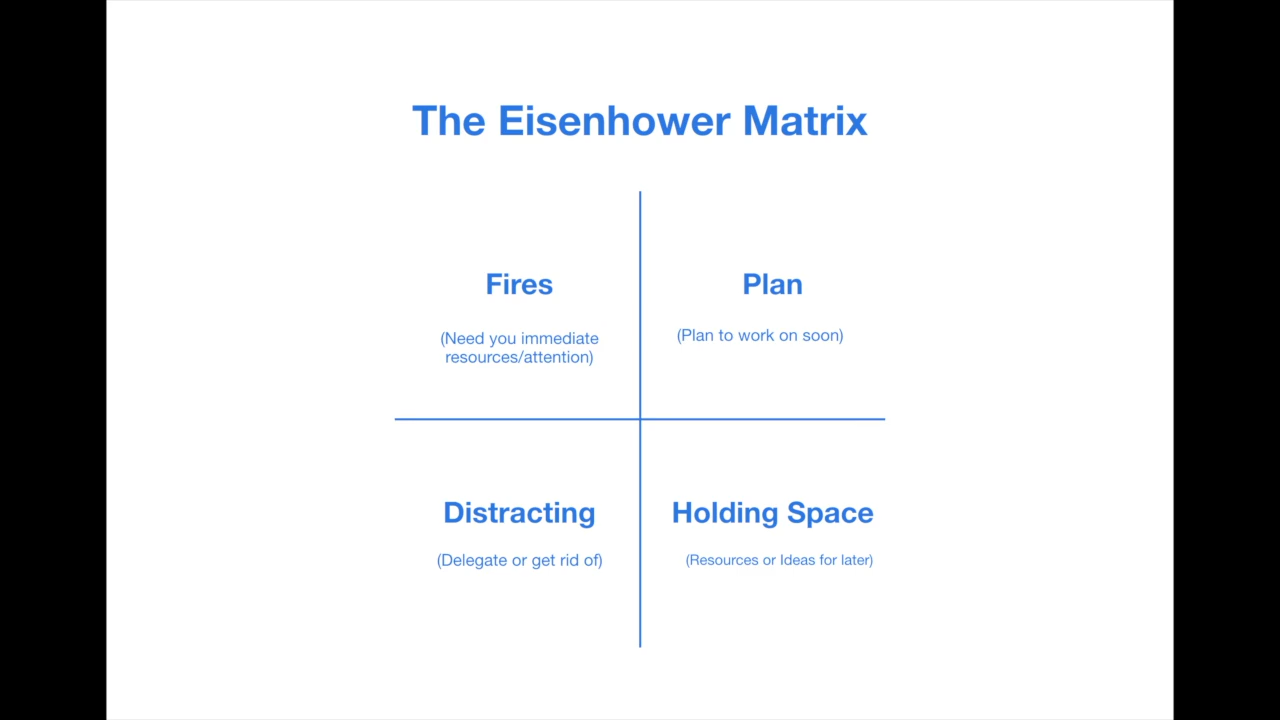 The Eisenhower Matrix
Fires
(Need you immediate
resources/attention)
Plan
(Plan to work on soon)
Distracting
(Delegate or get rid of)
Holding Space
(Resources or Ideas for later)